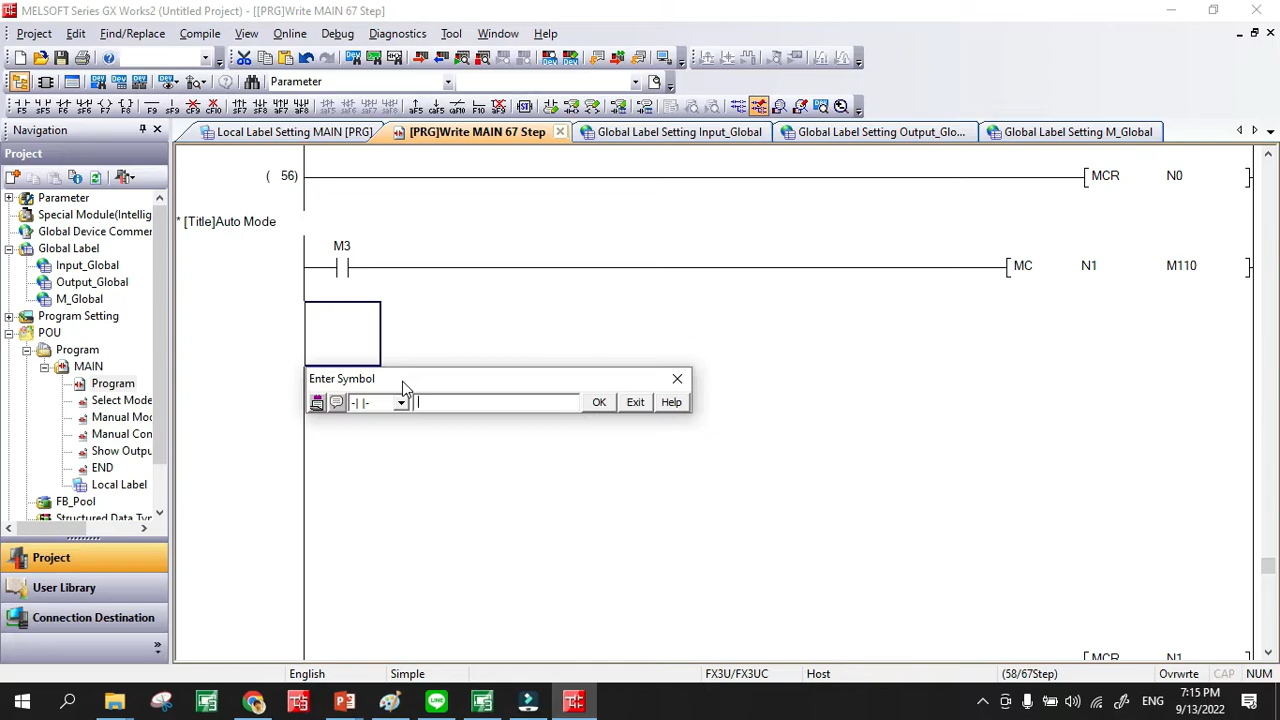 MELSOFT Series GX Works2 (Untitled Project) - [[PRG]Write MAIN 67 Step]
Project Edit Find/Replace Compile View Online Debug Diagnostics Tool Window Help
Parameter
Navigation
Local Label Setting MAIN [PRG]
[PRG]Write MAIN 67 Step
Global Label Setting Input_Global
Global Label Setting Output_Glo...
Global Label Setting M_Global
Project
Parameter
Special Module(Intellig
Global Device Commer
Global Label
Input_Global
Output_Global
M_Global
Program Setting
POU
Program
MAIN
Program
Select Mode
Manual Mod
Manual Con
Show Outpu
END
Local Label
FB_Pool
Structured Data Typ
Project
User Library
Connection Destination
( 56) MCR N0
* [Title]Auto Mode
M3
MC N1 M110
Enter Symbol
-| |- OK Exit Help
MCR N1
English Simple FX3U/FX3UC Host (58/67Step) Ovrwrte CAP NUM
ENG
7:15 PM
9/13/2022